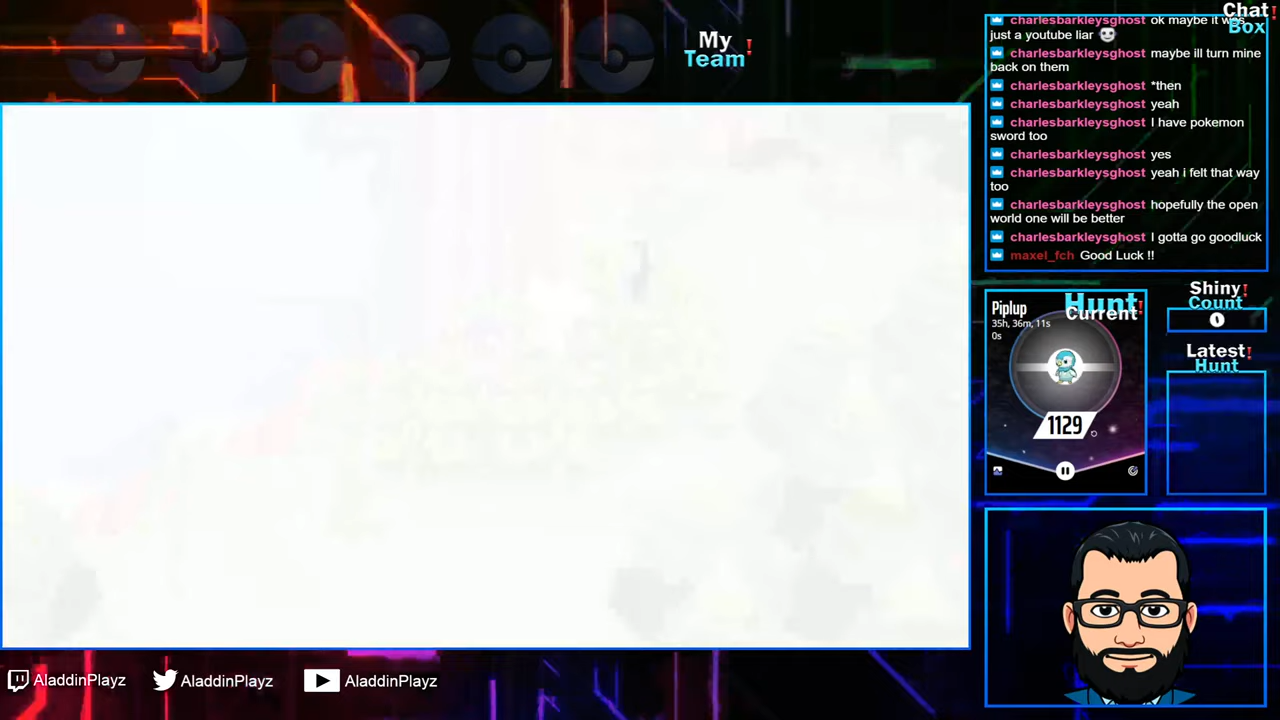 My
Team!
Chat!
Box
charlesbarkleysghost ok maybe it was
just a youtube liar
charlesbarkleysghost maybe ill turn mine
back on them
charlesbarkleysghost *then
charlesbarkleysghost yeah
charlesbarkleysghost I have pokemon
sword too
charlesbarkleysghost yes
charlesbarkleysghost yeah i felt that way
too
charlesbarkleysghost hopefully the open
world one will be better
charlesbarkleysghost I gotta go goodluck
maxel_fch Good Luck !!
Hunt!
Current
Piplup
35h, 36m, 11s
0s
1129
Shiny!
Count
Latest!
Hunt
AladdinPlayz
AladdinPlayz
AladdinPlayz